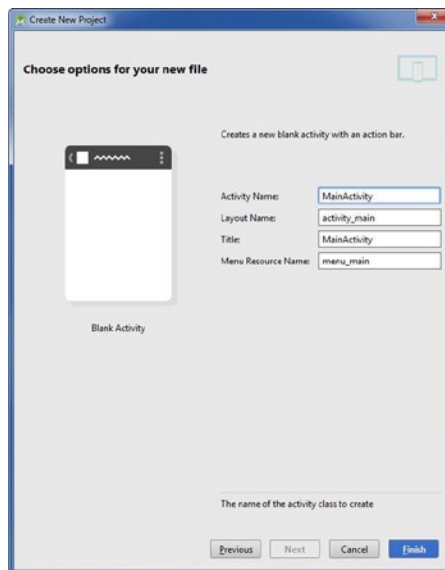 Create New Project
Choose options for your new file
Creates a new blank activity with an action bar.
Activity Name: MainActivity
Layout Name: activity_main
Title: MainActivity
Menu Resource Name: menu_main
Blank Activity
The name of the activity class to create
Previous Next Cancel Finish